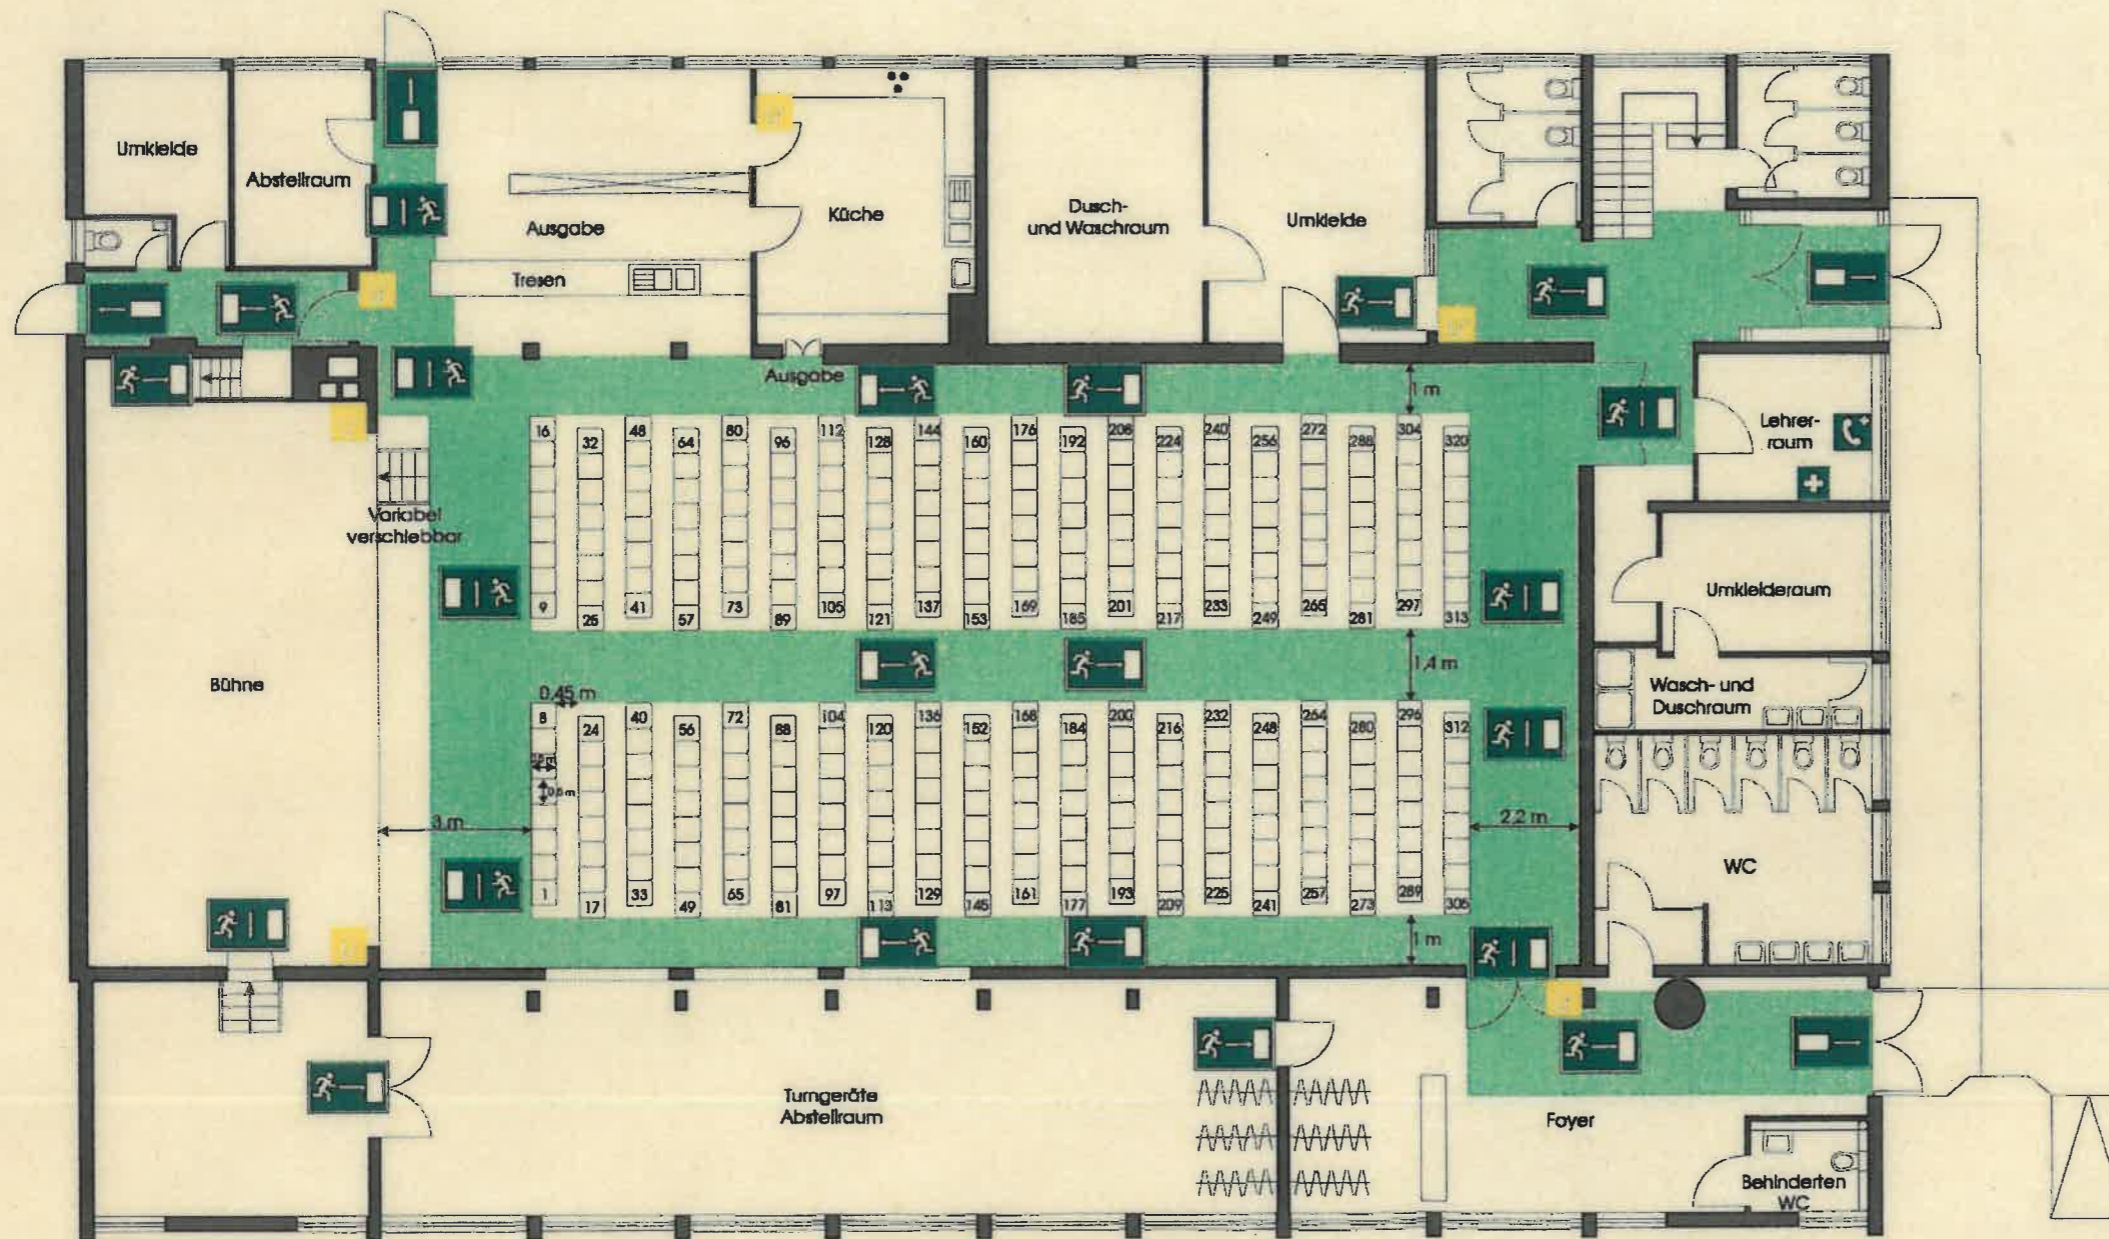 Umkleide
Abstellraum
Ausgabe
Tresen
Küche
Dusch-
und Waschraum
Umkleide
Ausgabe
1 m
Lehrer-
raum
Variabel
verschiebbar
16 32 48 64 80 96 112 128 144 160 176 192 208 224 240 256 272 288 304 320
9 25 41 57 73 89 105 121 137 153 169 185 201 217 233 249 265 281 297 313
Umkleideraum
Bühne
1,4 m
0,45 m
Wasch- und
Duschraum
8 24 40 56 72 88 104 120 136 152 168 184 200 216 232 248 264 280 296 312
0,5 m
3 m
2,2 m
WC
1 17 33 49 65 81 97 113 129 145 161 177 193 209 225 241 257 273 289 305
1 m
Turngeräte
Abstellraum
Foyer
Behinderten
WC